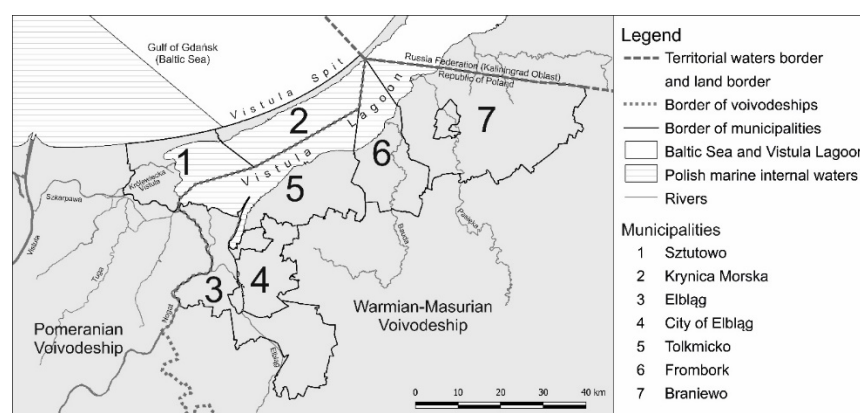 Gulf of Gdańsk
(Baltic Sea)
Russia Federation (Kaliningrad Oblast)
Republic of Poland
Vistula Spit
Vistula Lagoon
1
2
3
4
5
6
7
Królewiecka
Vistula
Szkarpawa
Vistula
Tuga
Nogat
Elbląg
Bauda
Pasłęka
Pomeranian
Voivodeship
Warmian-Masurian
Voivodeship
0 10 20 30 40 km
Legend
Territorial waters border
and land border
Border of voivodeships
Border of municipalities
Baltic Sea and Vistula Lagoon
Polish marine internal waters
Rivers
Municipalities
1 Sztutowo
2 Krynica Morska
3 Elbląg
4 City of Elbląg
5 Tolkmicko
6 Frombork
7 Braniewo